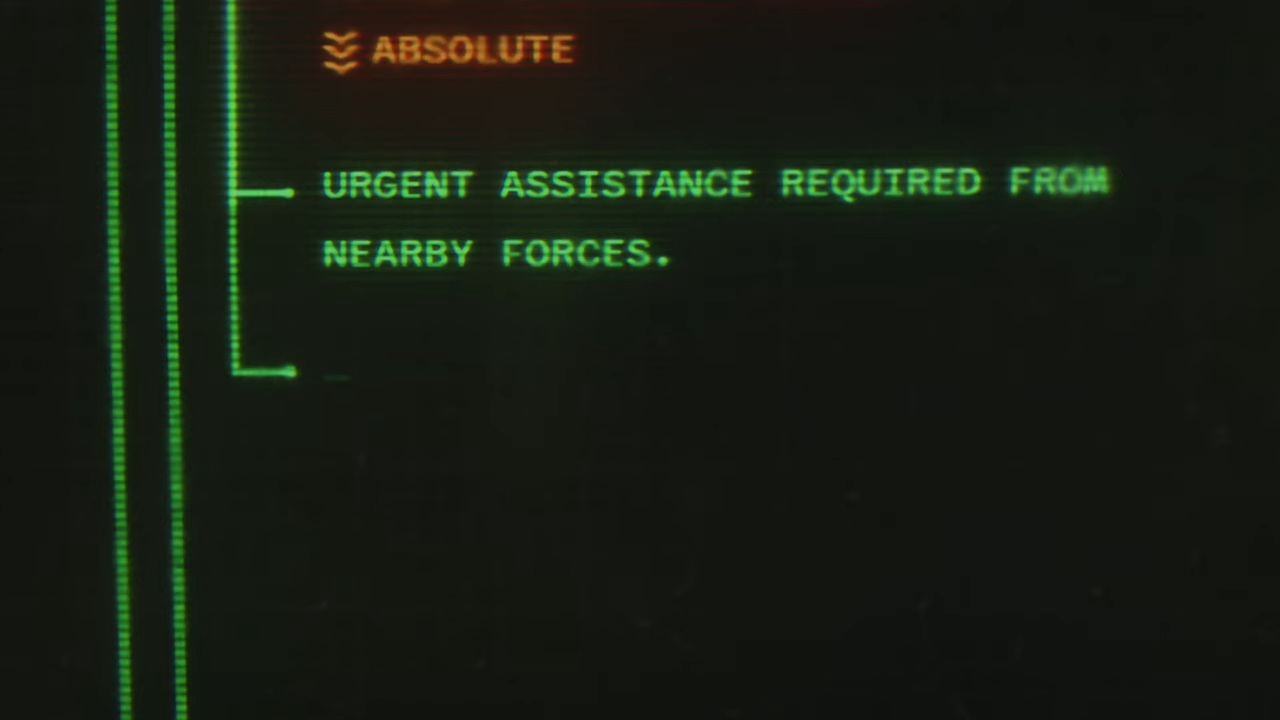 ABSOLUTE
URGENT ASSISTANCE REQUIRED FROM
NEARBY FORCES.
_